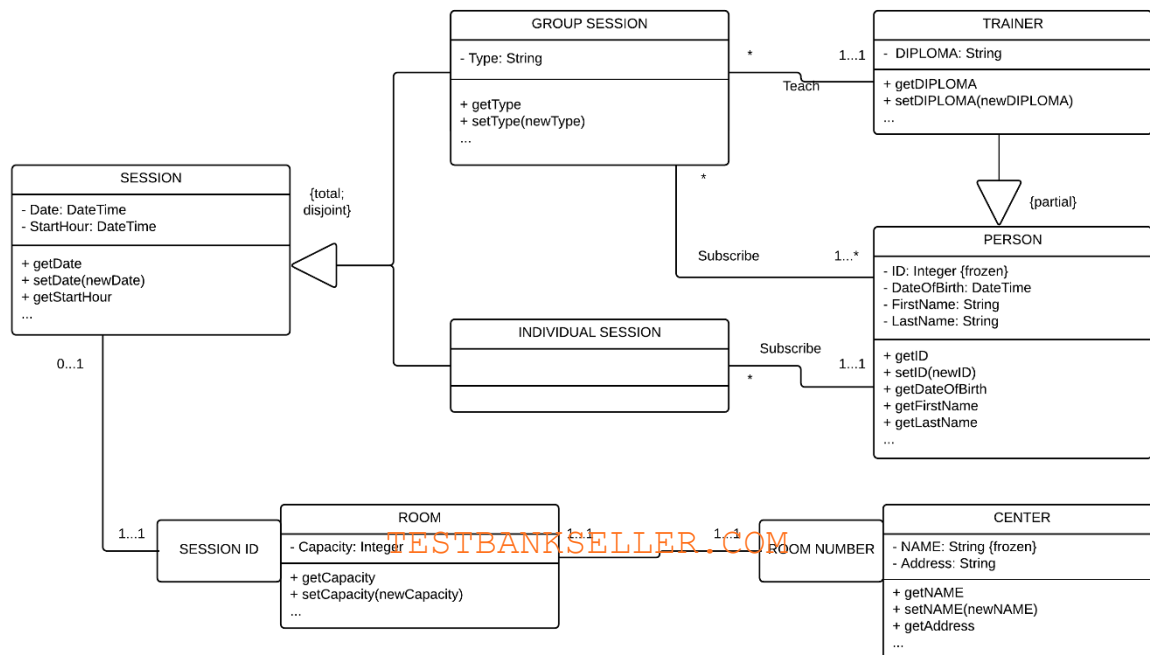 GROUP SESSION
- Type: String
+ getType
+ setType(newType)
...
*
1...1
Teach
TRAINER
- DIPLOMA: String
+ getDIPLOMA
+ setDIPLOMA(newDIPLOMA)
...
SESSION
- Date: DateTime
- StartHour: DateTime
+ getDate
+ setDate(newDate)
+ getStartHour
...
{total;
disjoint}
*
Subscribe
1...*
{partial}
PERSON
- ID: Integer {frozen}
- DateOfBirth: DateTime
- FirstName: String
- LastName: String
+ getID
+ setID(newID)
+ getDateOfBirth
+ getFirstName
+ getLastName
...
INDIVIDUAL SESSION
Subscribe
1...1
*
0...1
1...1
SESSION ID
ROOM
- Capacity: Integer
+ getCapacity
+ setCapacity(newCapacity)
...
1...1
1...1
TESTBANKSELLER.COM
ROOM NUMBER
CENTER
- NAME: String {frozen}
- Address: String
+ getNAME
+ setNAME(newNAME)
+ getAddress
...